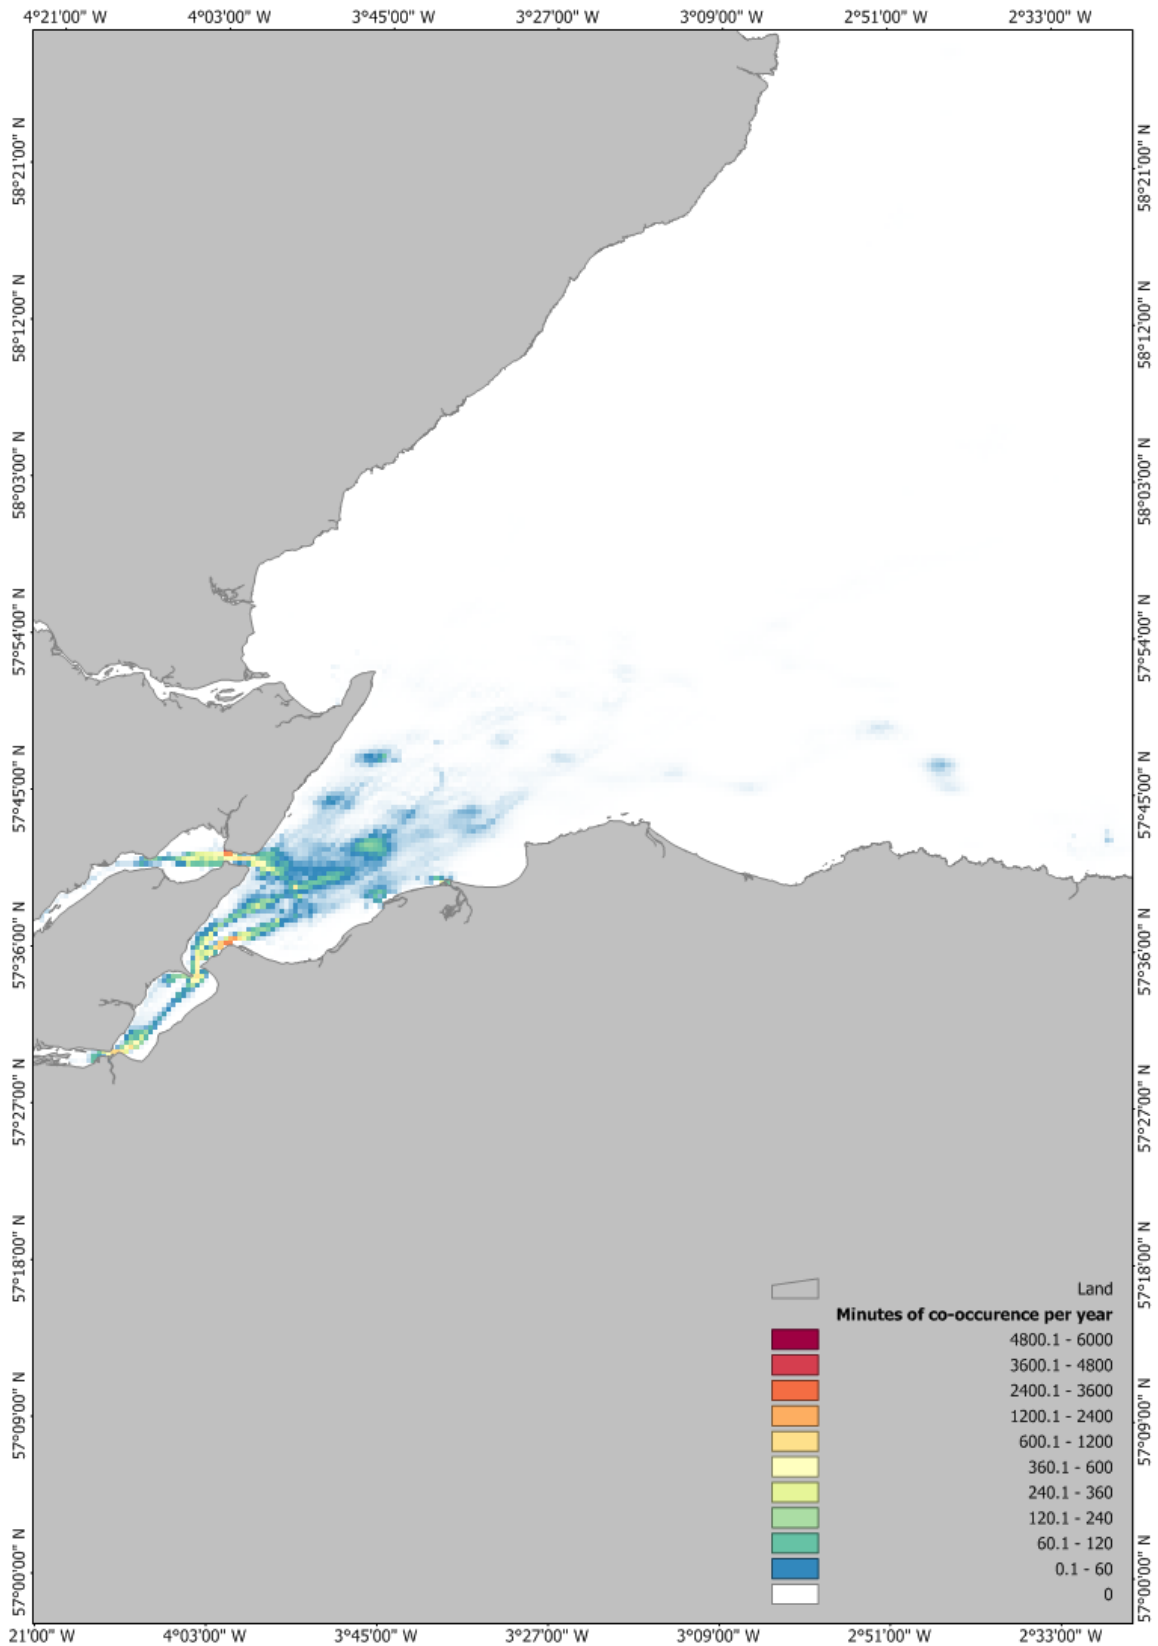 4°21'00" W 4°03'00" W 3°45'00" W 3°27'00" W 3°09'00" W 2°51'00" W 2°33'00" W
58°21'00" N 58°21'00" N
58°12'00" N 58°12'00" N
58°03'00" N 58°03'00" N
57°54'00" N 57°54'00" N
57°45'00" N 57°45'00" N
57°36'00" N 57°36'00" N
57°27'00" N 57°27'00" N
57°18'00" N 57°18'00" N
Land
Minutes of co-occurence per year
4800.1 - 6000
3600.1 - 4800
2400.1 - 3600
57°09'00" N 57°09'00" N
1200.1 - 2400
600.1 - 1200
360.1 - 600
240.1 - 360
120.1 - 240
60.1 - 120
0.1 - 60
0
57°00'00" N 57°00'00" N
21'00" W 4°03'00" W 3°45'00" W 3°27'00" W 3°09'00" W 2°51'00" W 2°33'00" W